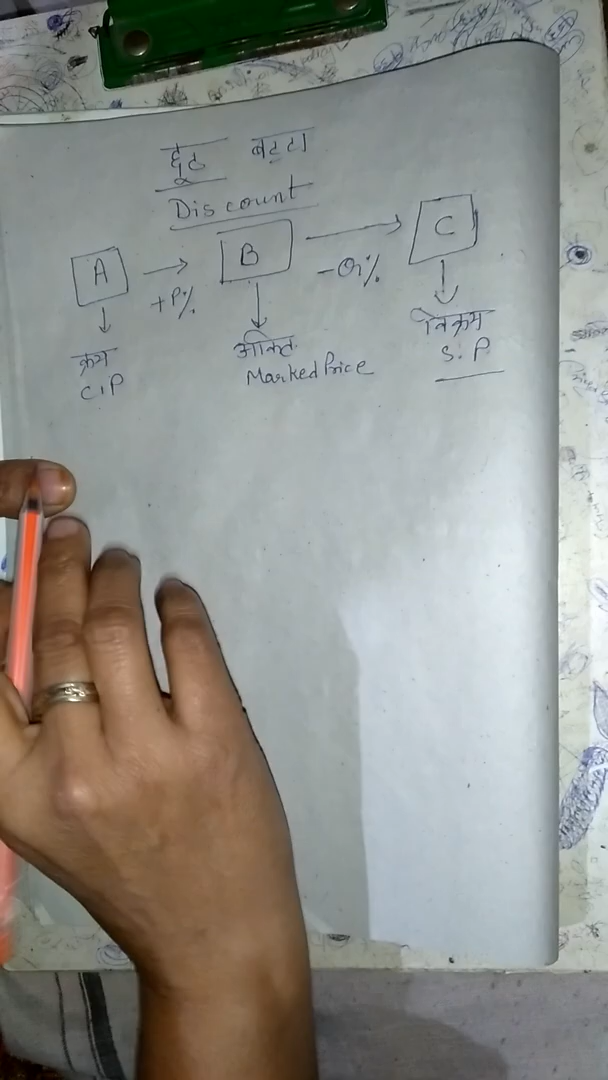 छूट बट्टा
Discount
A B C
+P% -r%
क्रय अंकित विक्रय
C.P Marked Price S.P.